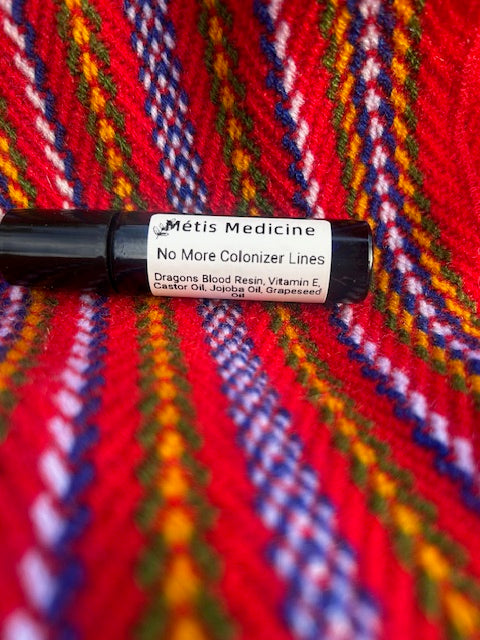 Métis Medicine
No More Colonizer Lines
Dragons Blood Resin, Vitamin E,
Castor Oil, Jojoba Oil, Grapeseed
Oil